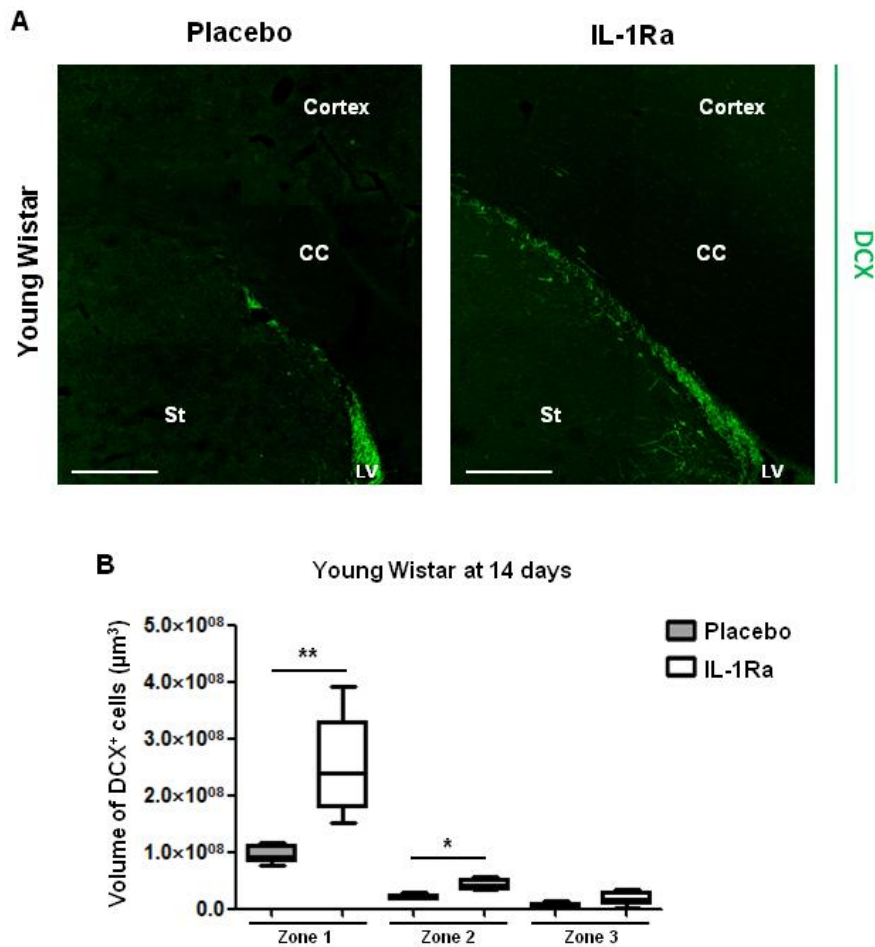 A
Placebo
IL-1Ra
Young Wistar
Cortex
CC
St
LV
Cortex
CC
St
LV
DCX
B
Young Wistar at 14 days
Volume of DCX⁺ cells (µm³)
5.0×10⁰⁸
4.0×10⁰⁸
3.0×10⁰⁸
2.0×10⁰⁸
1.0×10⁰⁸
0.0
**
*
Placebo
IL-1Ra
Zone 1
Zone 2
Zone 3